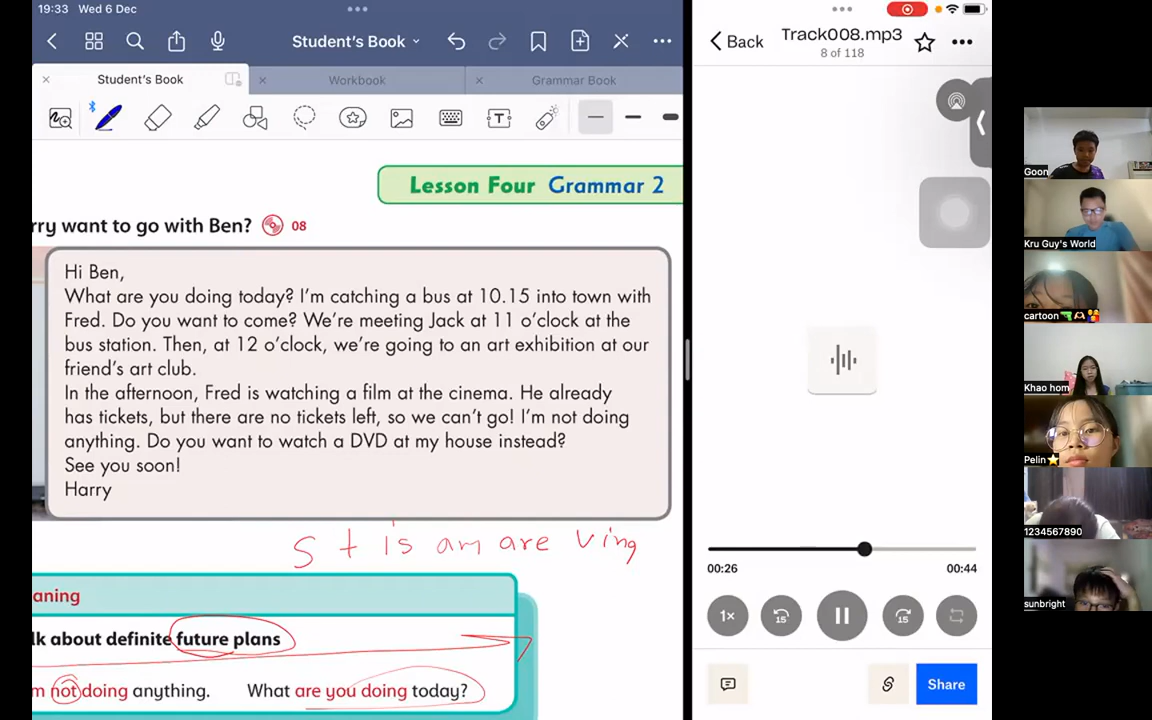 19:33 Wed 6 Dec
Student's Book
Student's Book
Workbook
Grammar Book
Lesson Four Grammar 2
rry want to go with Ben? 08
Hi Ben,
What are you doing today? I'm catching a bus at 10.15 into town with
Fred. Do you want to come? We're meeting Jack at 11 o'clock at the
bus station. Then, at 12 o'clock, we're going to an art exhibition at our
friend's art club.
In the afternoon, Fred is watching a film at the cinema. He already
has tickets, but there are no tickets left, so we can't go! I'm not doing
anything. Do you want to watch a DVD at my house instead?
See you soon!
Harry
S + is am are Ving
aning
lk about definite future plans
m not doing anything. What are you doing today?
Back
Track008.mp3
8 of 118
00:26
00:44
1×
15
15
Share
Goon
Kru Guy's World
cartoon
Khao hom
Pelin
1234567890
sunbright